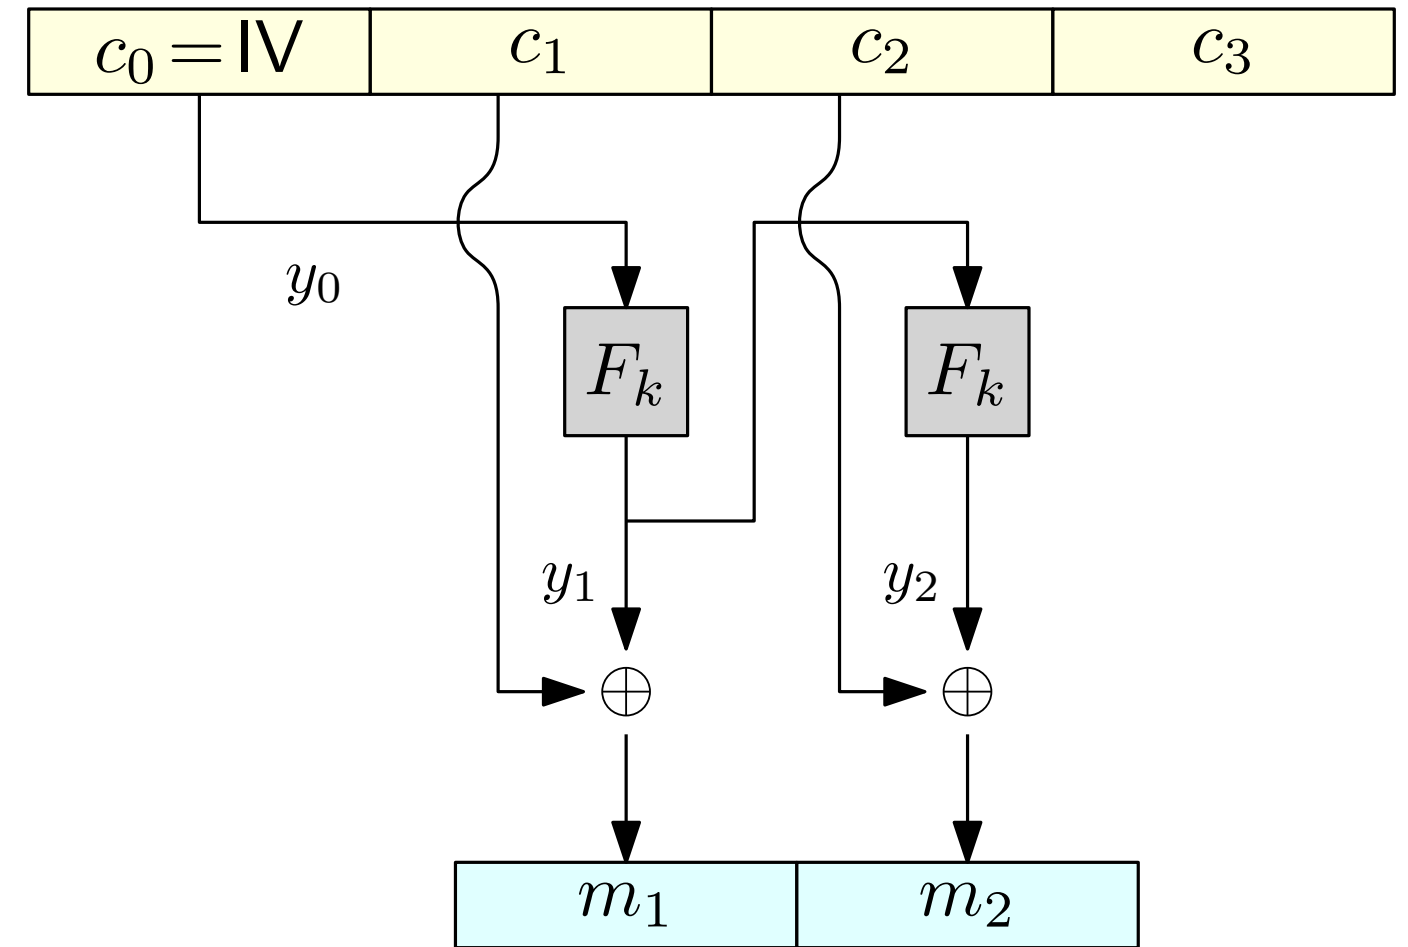 c₀ = IV c₁ c₂ c₃
y₀
Fₖ Fₖ
y₁ y₂
m₁ m₂